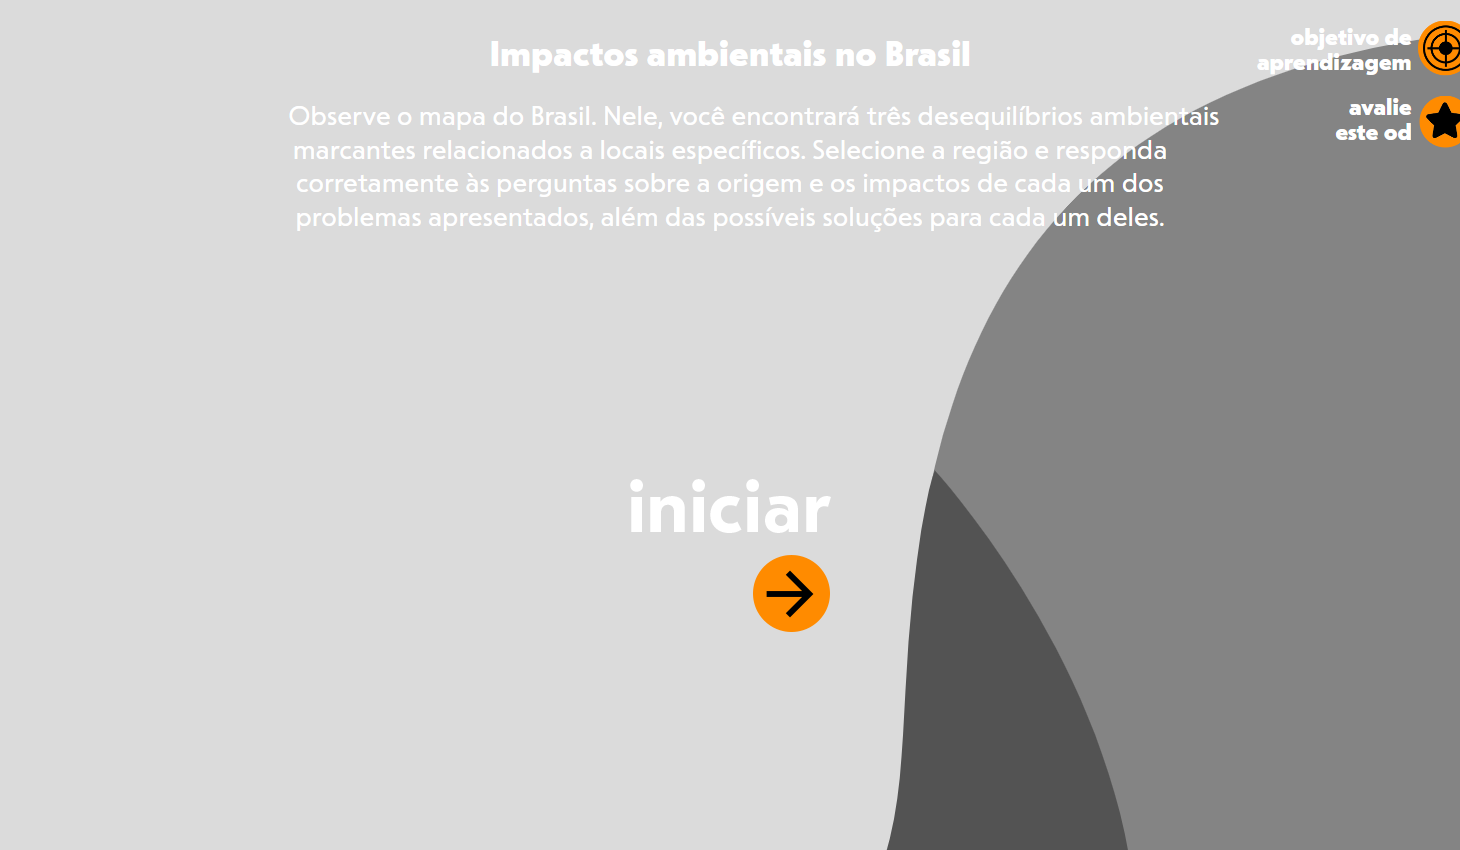 Impactos ambientais no Brasil
objetivo de
aprendizagem
avalie
este od
Observe o mapa do Brasil. Nele, você encontrará três desequilíbrios ambientais
marcantes relacionados a locais específicos. Selecione a região e responda
corretamente às perguntas sobre a origem e os impactos de cada um dos
problemas apresentados, além das possíveis soluções para cada um deles.
iniciar